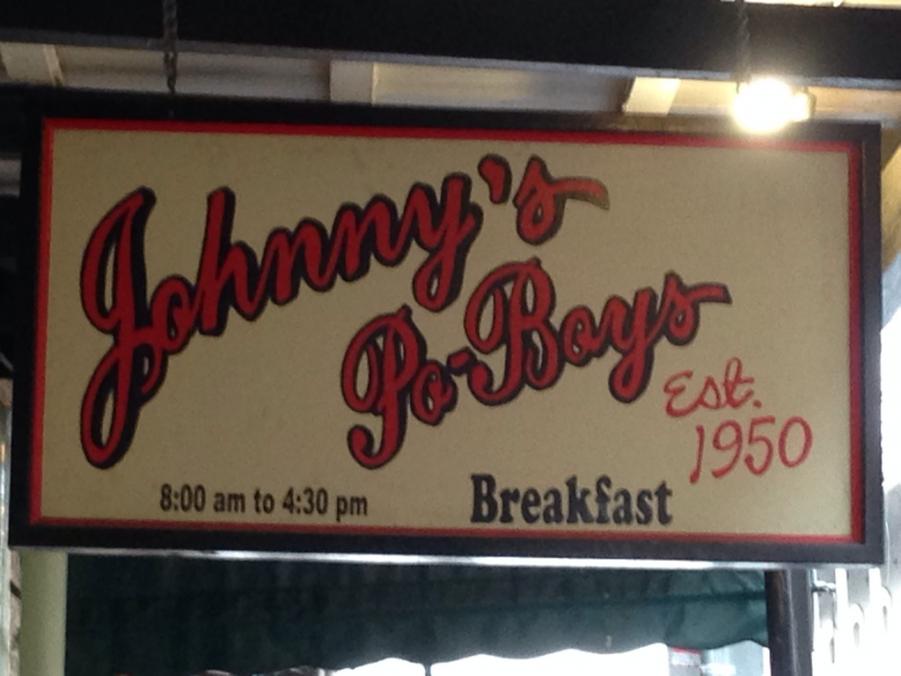 Johnny's
Po-Boys
Est.
1950
8:00 am to 4:30 pm
Breakfast